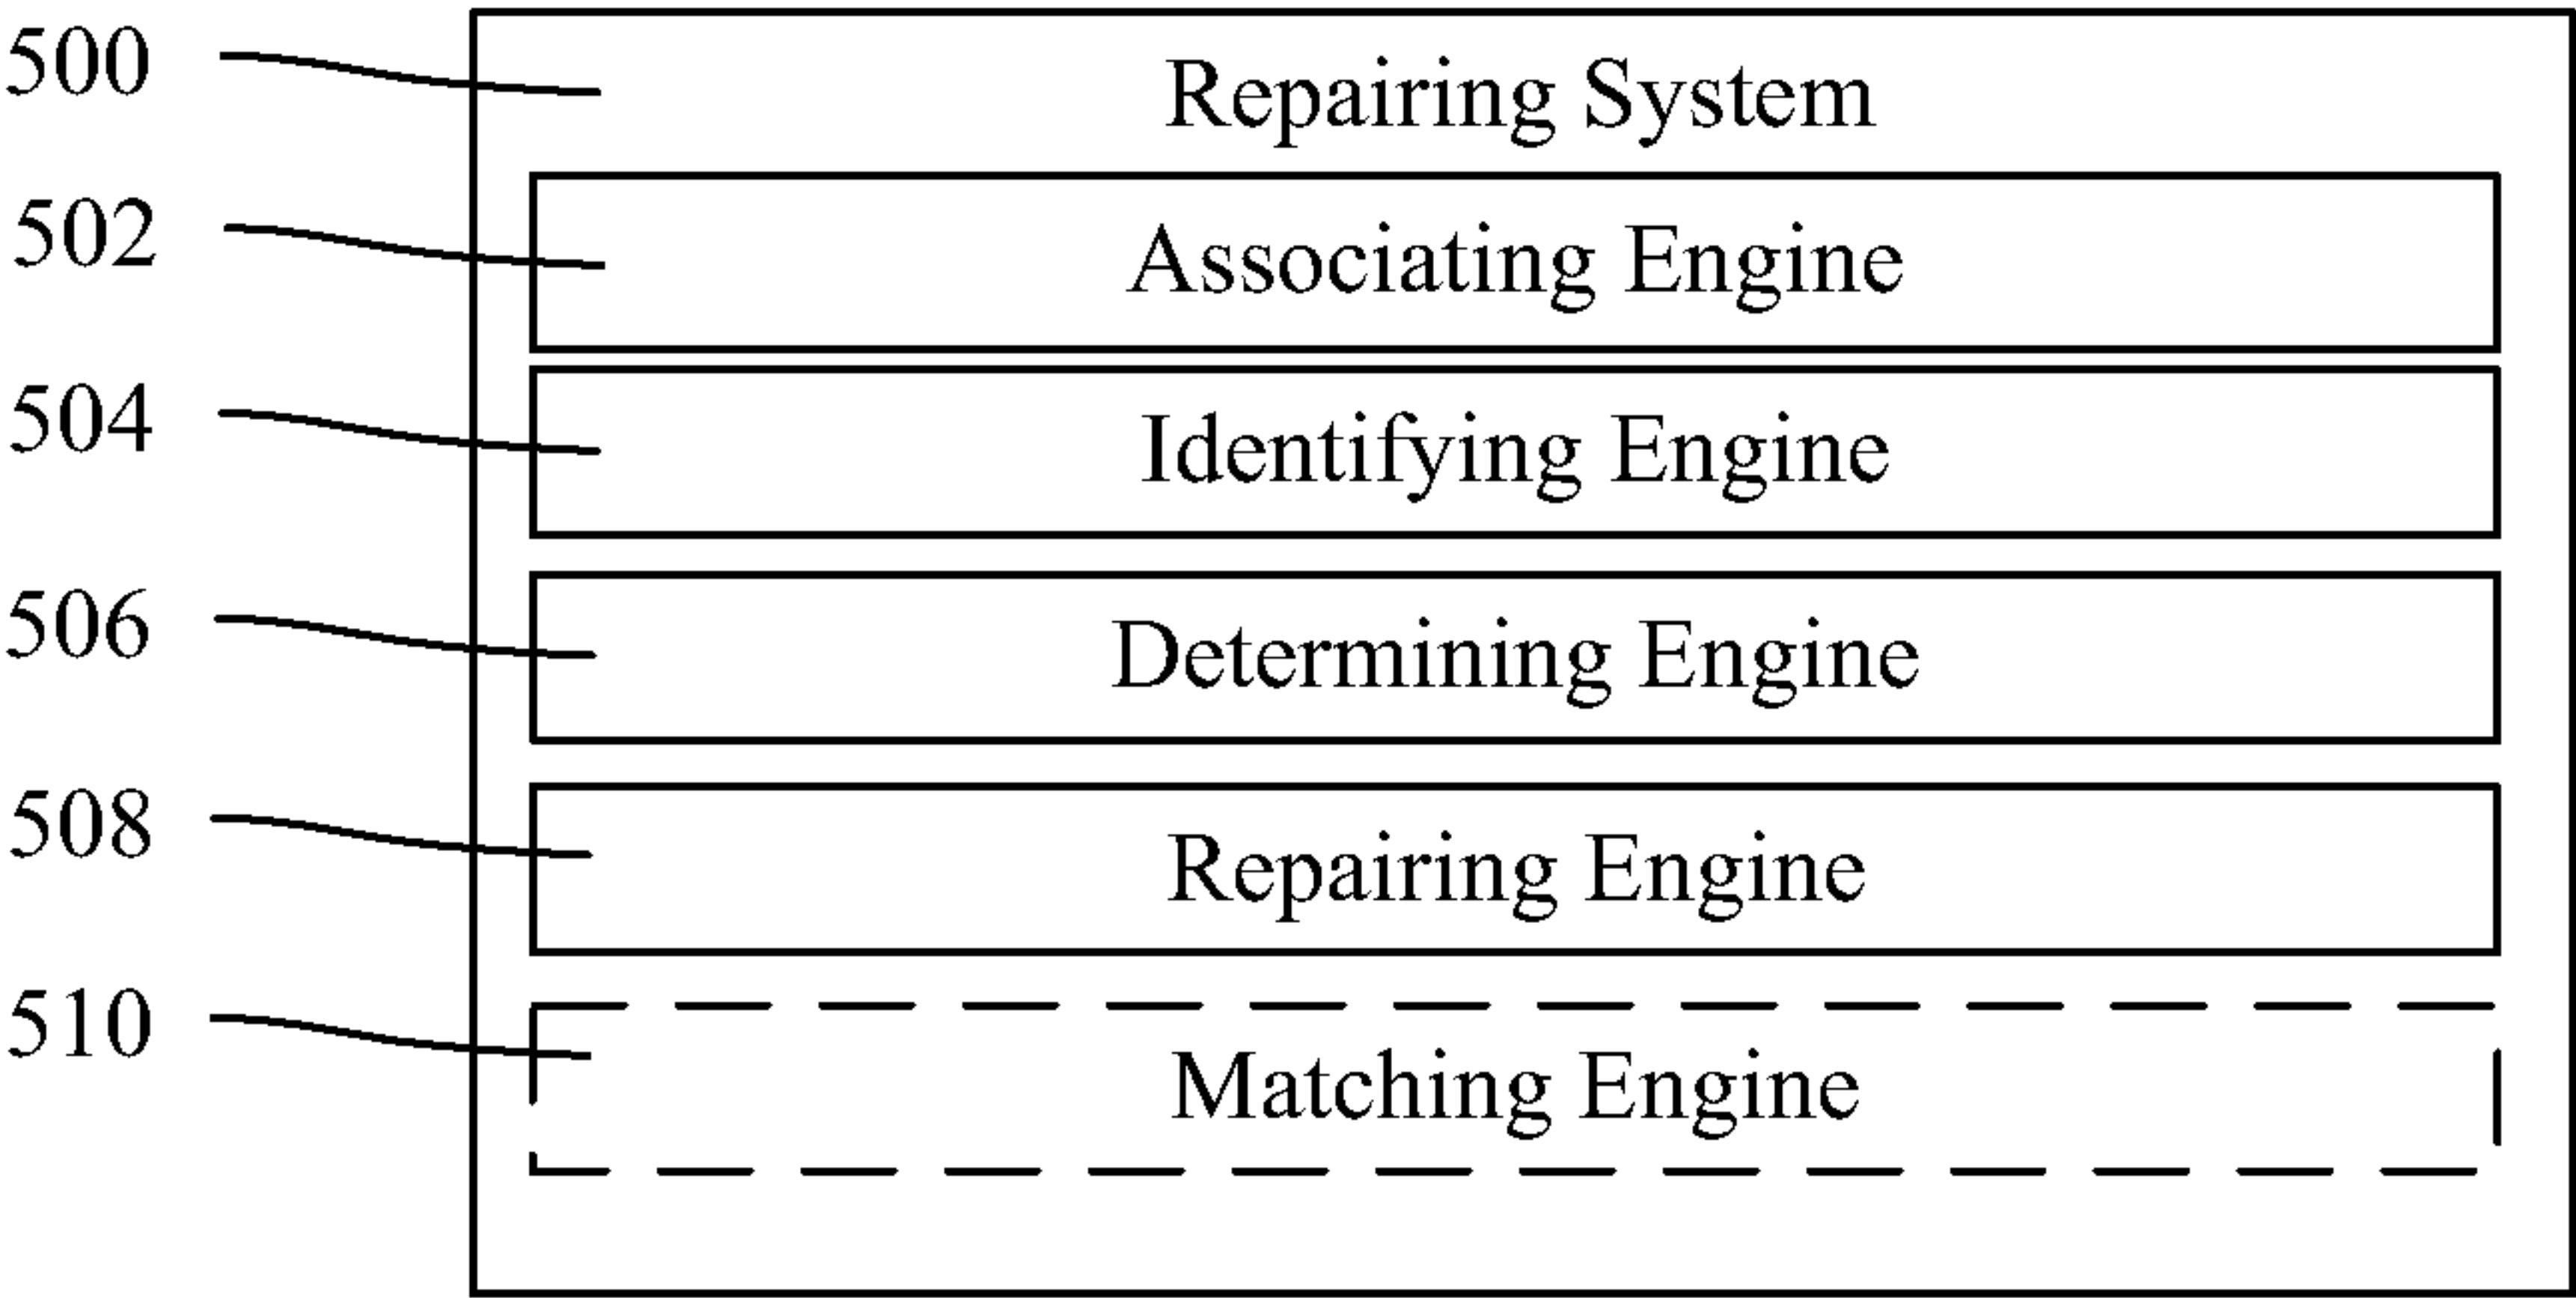 500 Repairing System
502 Associating Engine
504 Identifying Engine
506 Determining Engine
508 Repairing Engine
510 Matching Engine